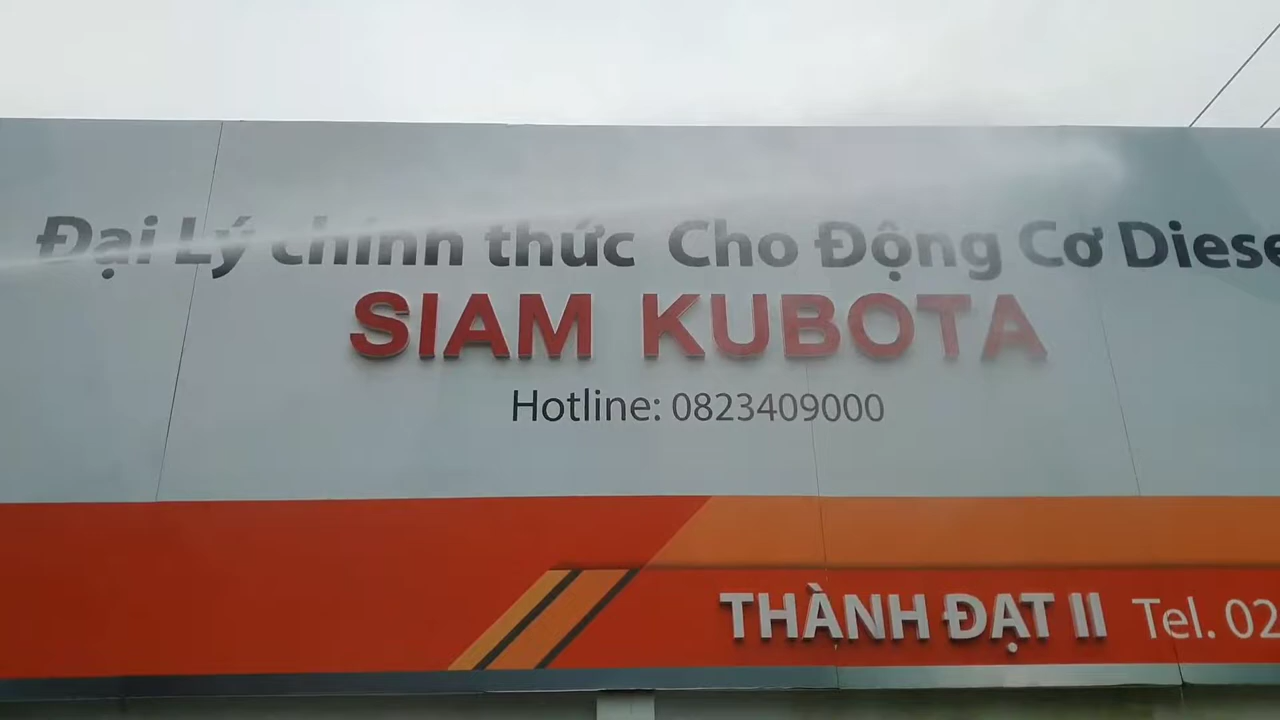 Đại Lý chính thức Cho Động Cơ Diese
SIAM KUBOTA
Hotline: 0823409000
THÀNH ĐẠT II Tel. 02